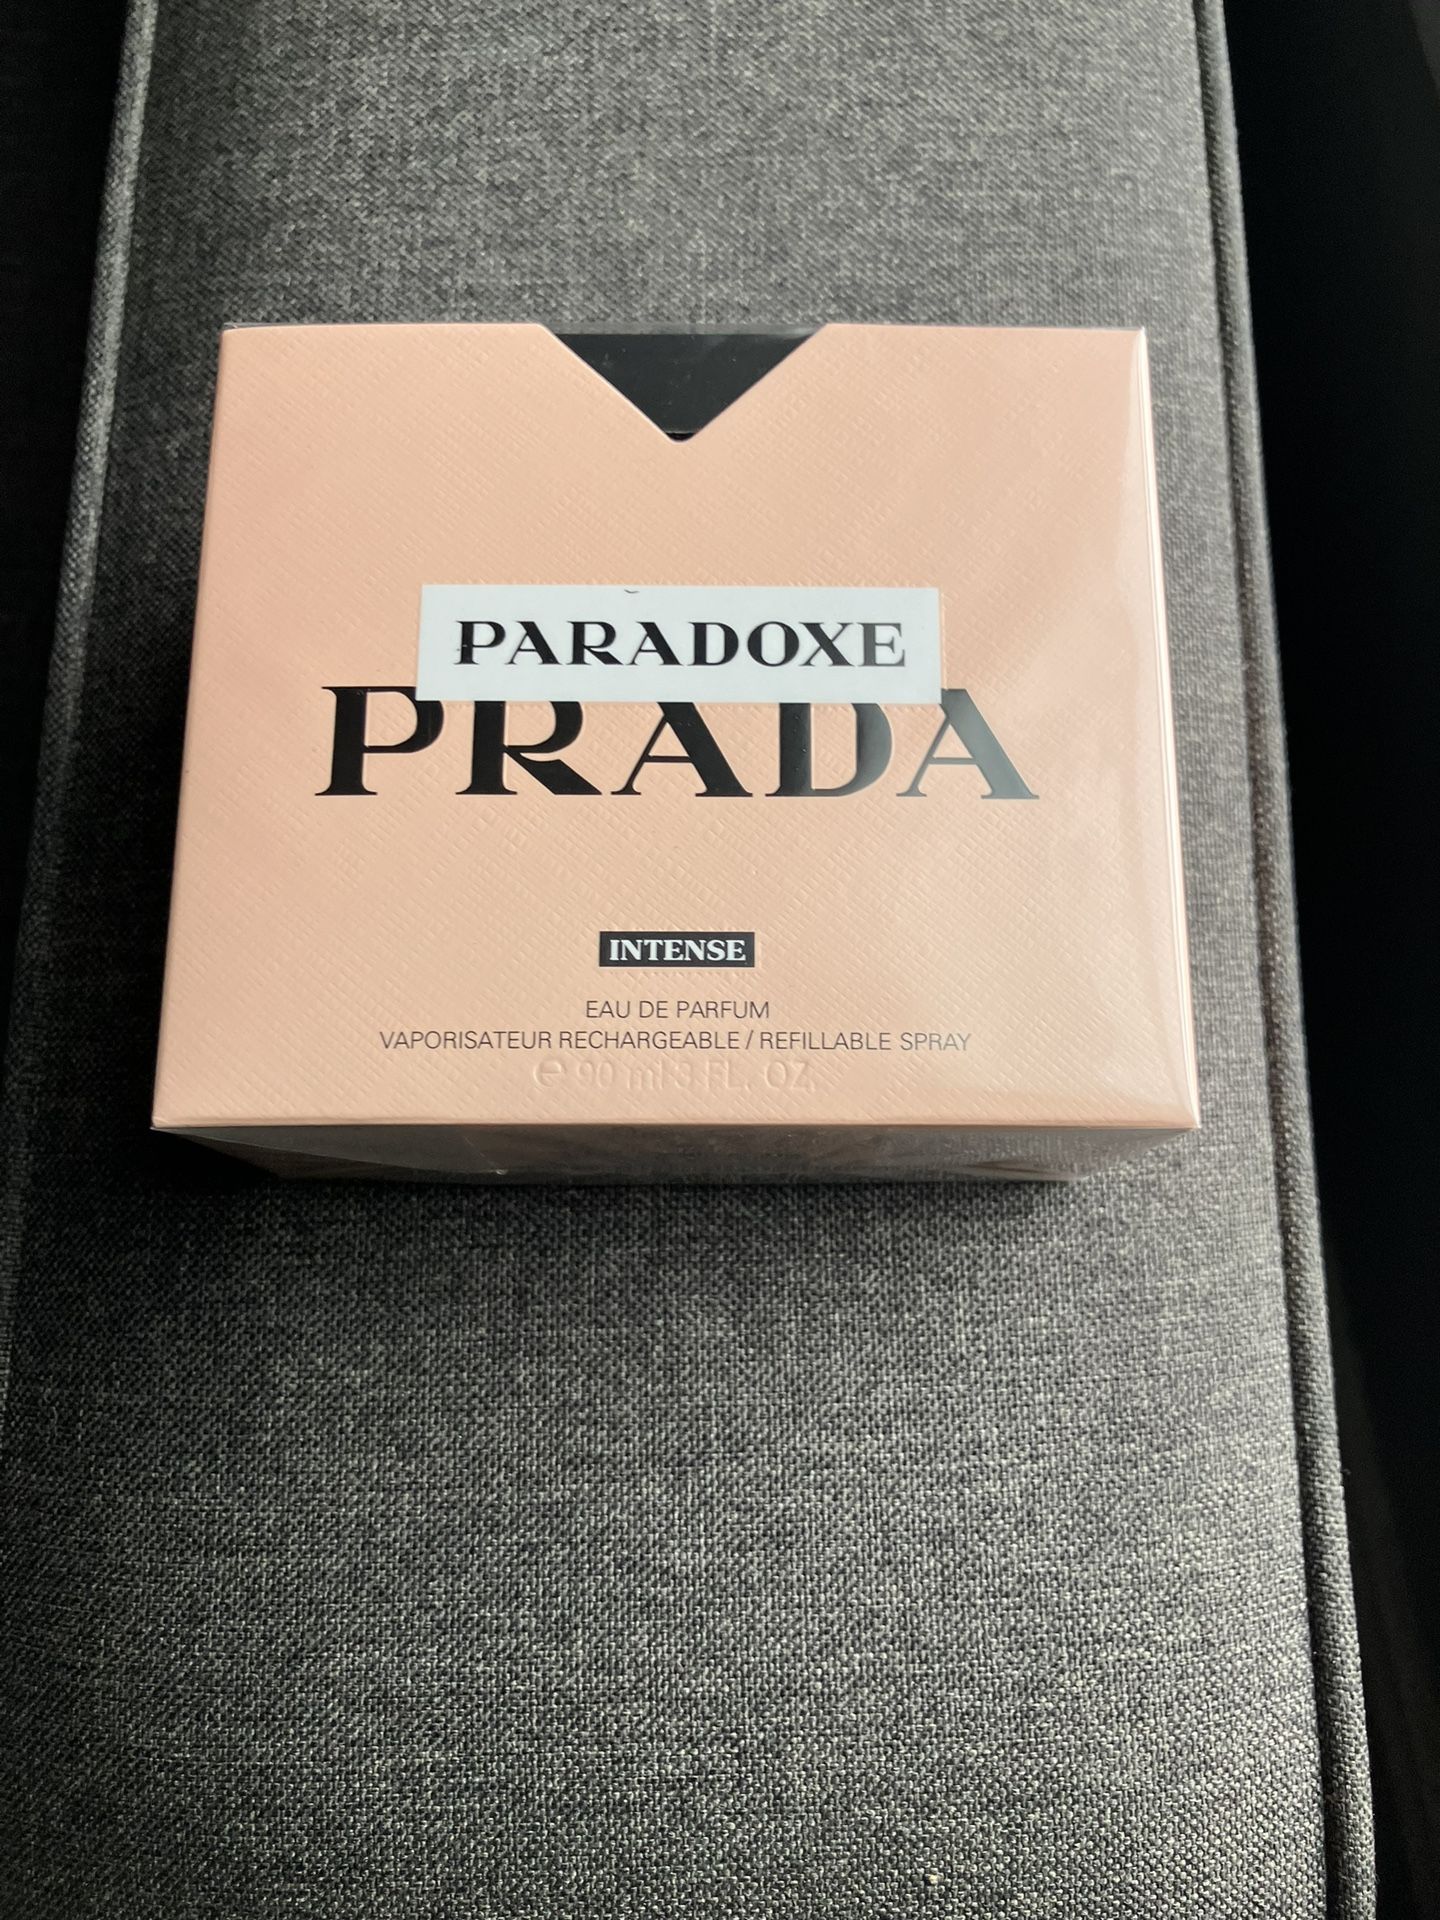 PARADOXE
PRADA
INTENSE
EAU DE PARFUM
VAPORISATEUR RECHARGEABLE / REFILLABLE SPRAY
℮ 90 ml 3 FL. OZ.